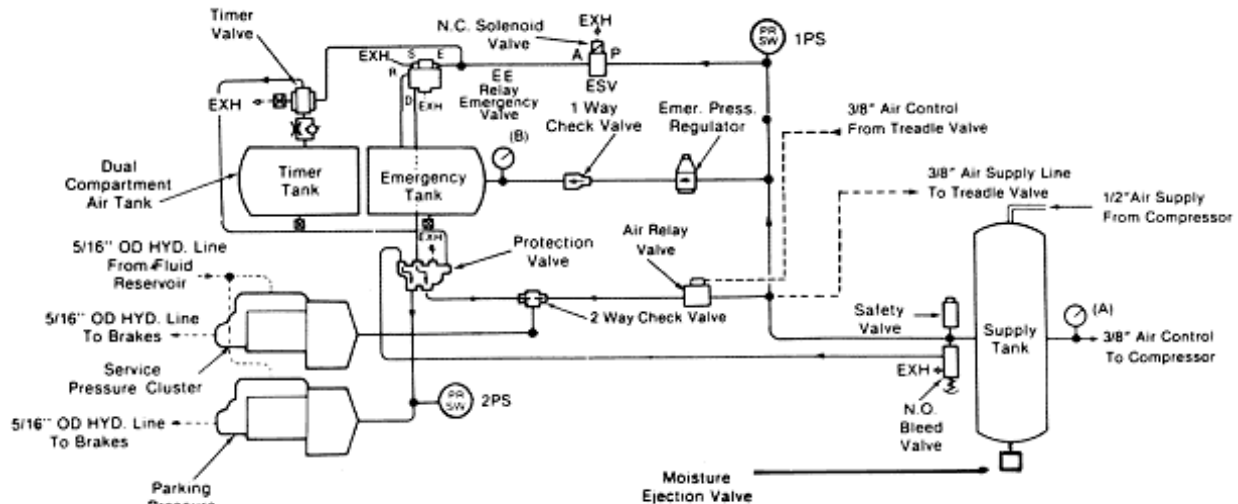 Timer
Valve
EXH
N.C. Solenoid
Valve
A
P
ESV
PR
SW
1PS
EXH
S
E
R
D
EXH
EE
Relay
Emergency
Valve
EXH
1 Way
Check Valve
Emer. Press.
Regulator
3/8" Air Control
From Treadle Valve
(B)
Dual
Compartment
Air Tank
Timer
Tank
Emergency
Tank
3/8" Air Supply Line
To Treadle Valve
1/2" Air Supply
From Compressor
EXH
Protection
Valve
Air Relay
Valve
5/16" OD HYD. Line
From Fluid
Reservoir
2 Way Check Valve
Safety
Valve
Supply
Tank
(A)
5/16" OD HYD. Line
To Brakes
3/8" Air Control
To Compressor
Service
Pressure Cluster
EXH
PR
SW
2PS
N.O.
Bleed
Valve
5/16" OD HYD. Line
To Brakes
Parking
Moisture
Ejection Valve